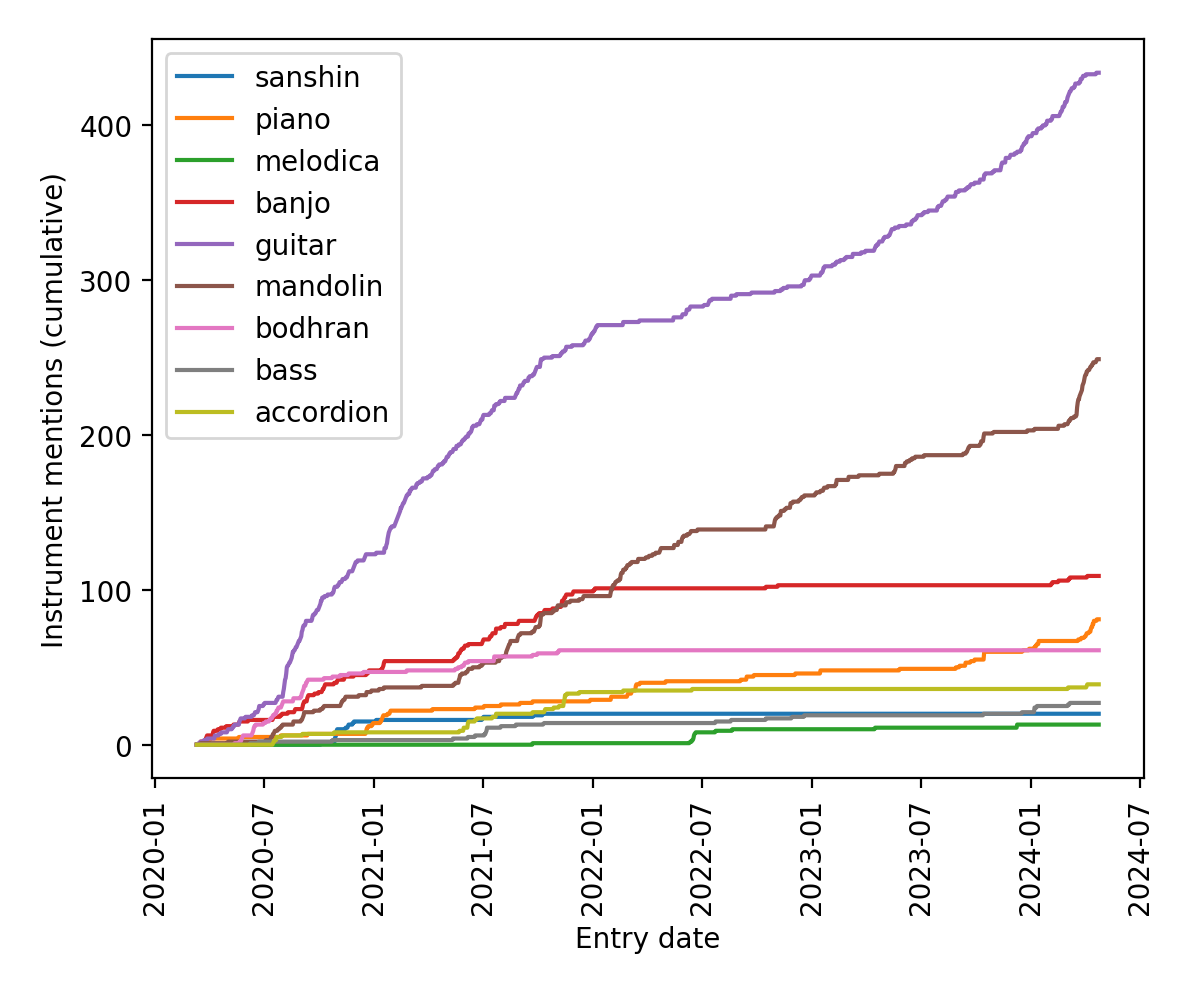 sanshin
piano
melodica
banjo
guitar
mandolin
bodhran
bass
accordion
Instrument mentions (cumulative)
400
300
200
100
0
2020-01
2020-07
2021-01
2021-07
2022-01
2022-07
2023-01
2023-07
2024-01
2024-07
Entry date